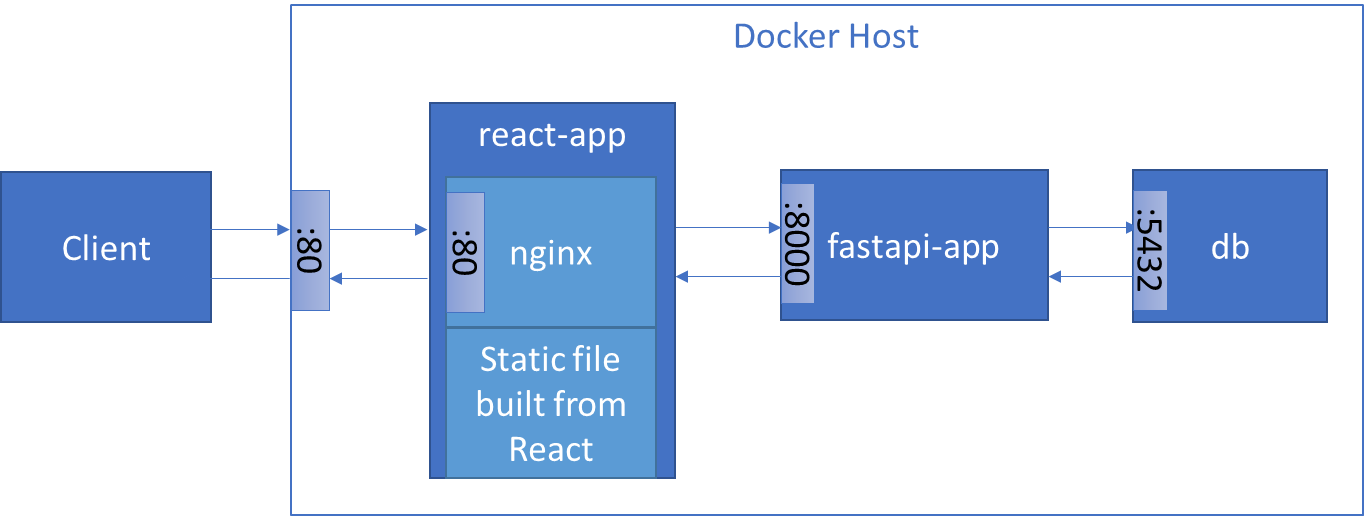 Docker Host
react-app
Client
:80
:80
nginx
:8000
fastapi-app
:5432
db
Static file
built from
React